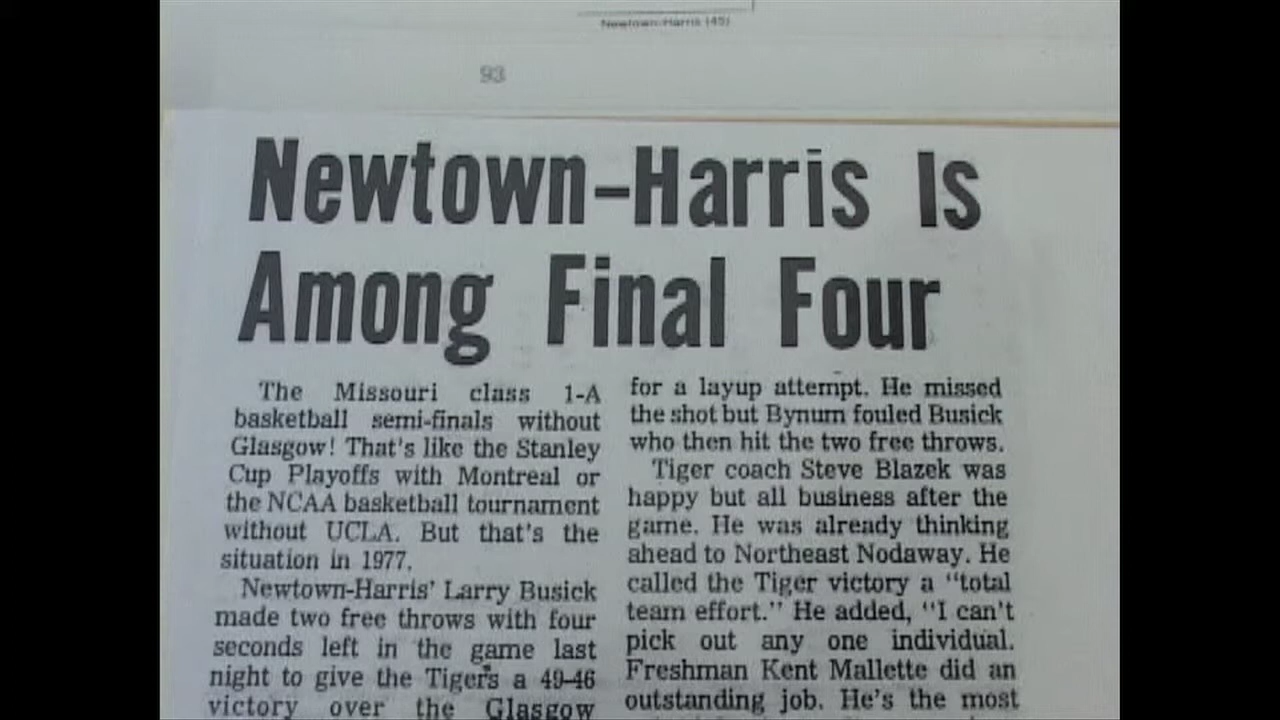 Newtown-Harris (45)
93
Newtown-Harris Is
Among Final Four
The Missouri class 1-A
basketball semi-finals without
Glasgow! That's like the Stanley
Cup Playoffs with Montreal or
the NCAA basketball tournament
without UCLA. But that's the
situation in 1977.
Newtown-Harris' Larry Busick
made two free throws with four
seconds left in the game last
night to give the Tigers a 49-46
victory over the Glasgow
for a layup attempt. He missed
the shot but Bynum fouled Busick
who then hit the two free throws.
Tiger coach Steve Blazek was
happy but all business after the
game. He was already thinking
ahead to Northeast Nodaway. He
called the Tiger victory a "total
team effort." He added, "I can't
pick out any one individual.
Freshman Kent Mallette did an
outstanding job. He's the most